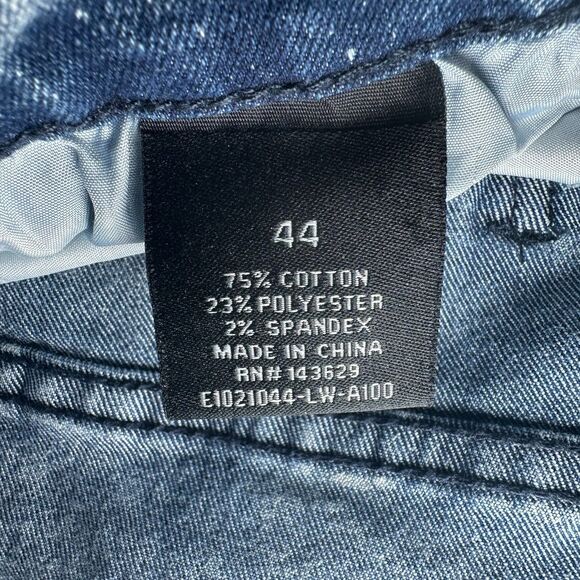 44
75% COTTON
23% POLYESTER
2% SPANDEX
MADE IN CHINA
RN# 143629
E1021044-LW-A100